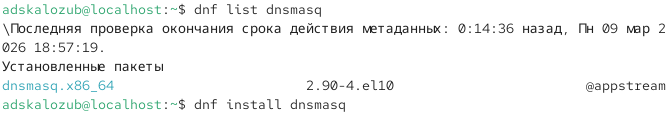 adskalozub@localhost:~$ dnf list dnsmasq
\Последняя проверка окончания срока действия метаданных: 0:14:36 назад, Пн 09 мар 2
026 18:57:19.
Установленные пакеты
dnsmasq.x86_64 2.90-4.el10 @appstream
adskalozub@localhost:~$ dnf install dnsmasq